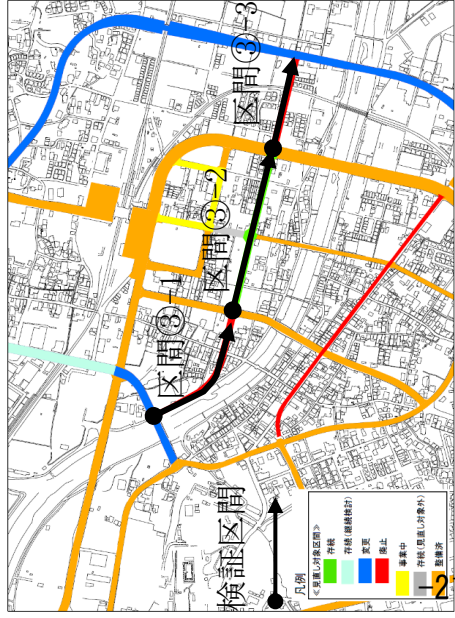 区間③-1
区間③-2
区間③-3
検証区間
凡例
≪見直し対象区間≫
存続
存続(継続検討)
変更
廃止
事業中
存続(見直し対象外)
整備済
-2